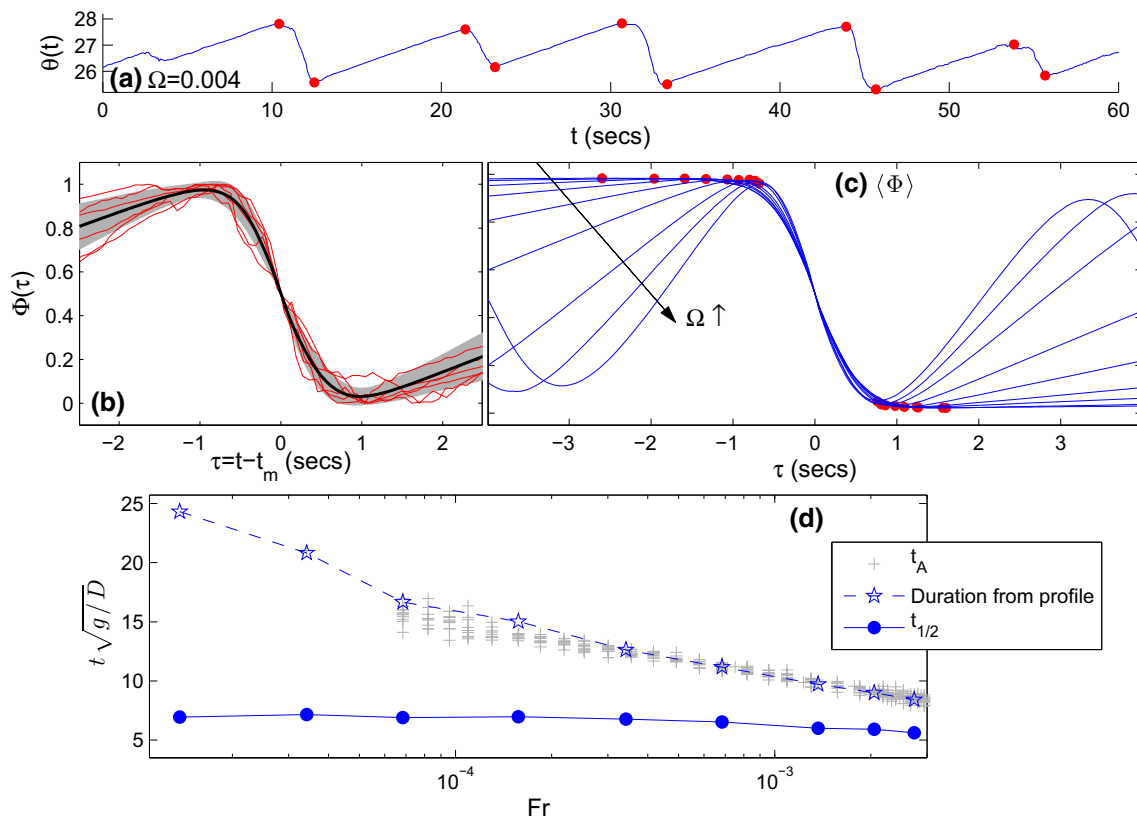 28
27
26
θ(t)
(a) Ω=0.004
0 10 20 30 40 50 60
t (secs)
1
0.8
0.6
0.4
0.2
0
Φ(τ)
(b)
-2 -1 0 1 2
τ=t−t_m (secs)
(c) ⟨Φ⟩
Ω ↑
-3 -2 -1 0 1 2 3
τ (secs)
25
20
15
10
5
t √g/D
(d)
t_A
Duration from profile
t_1/2
10^-4 10^-3
Fr